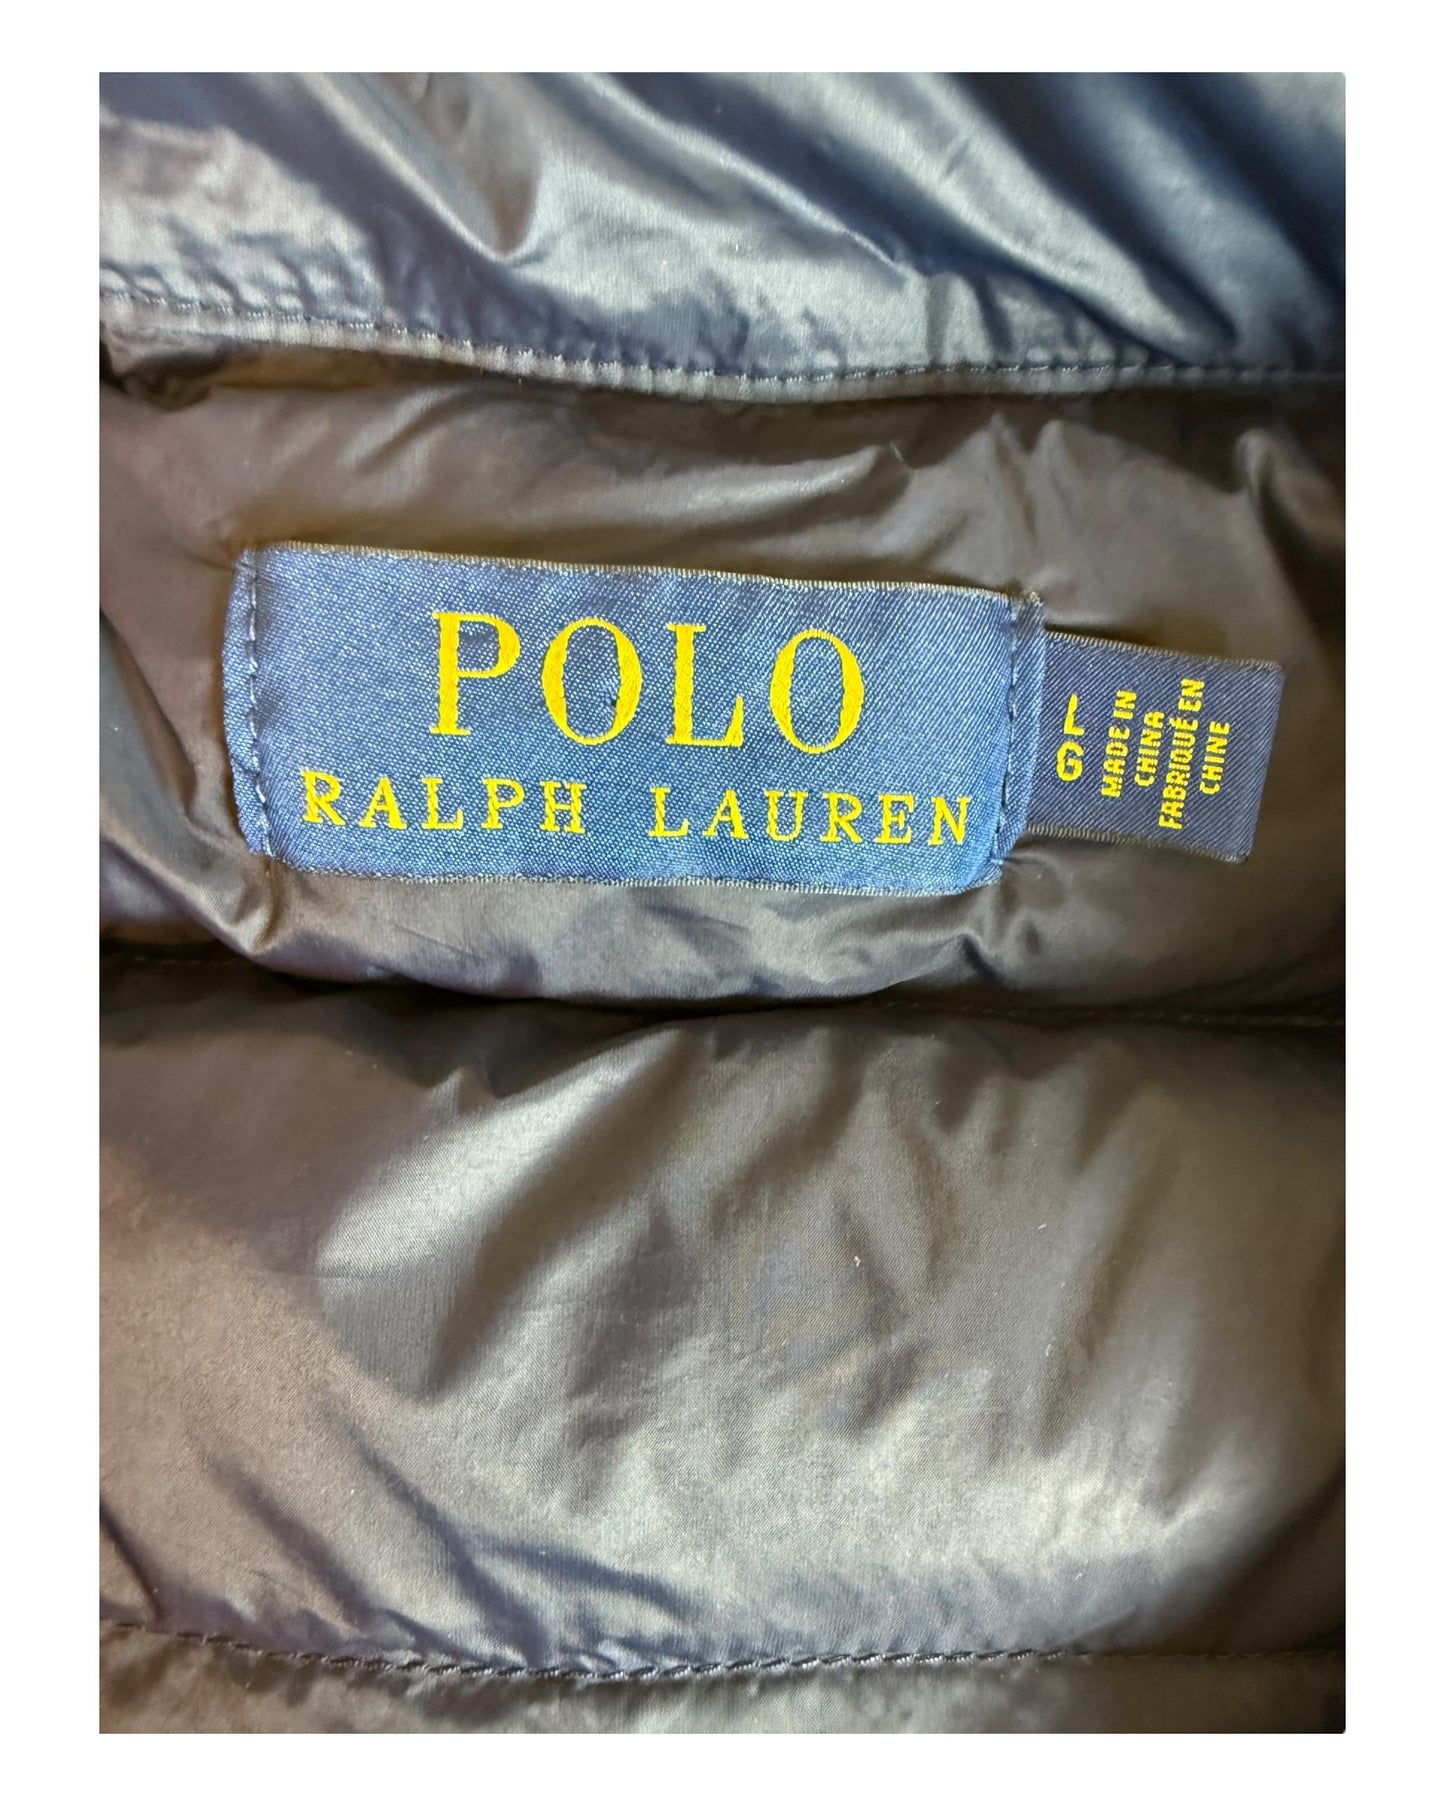 POLO
RALPH LAUREN
L
G
MADE IN
CHINA
FABRIQUÉ EN
CHINE